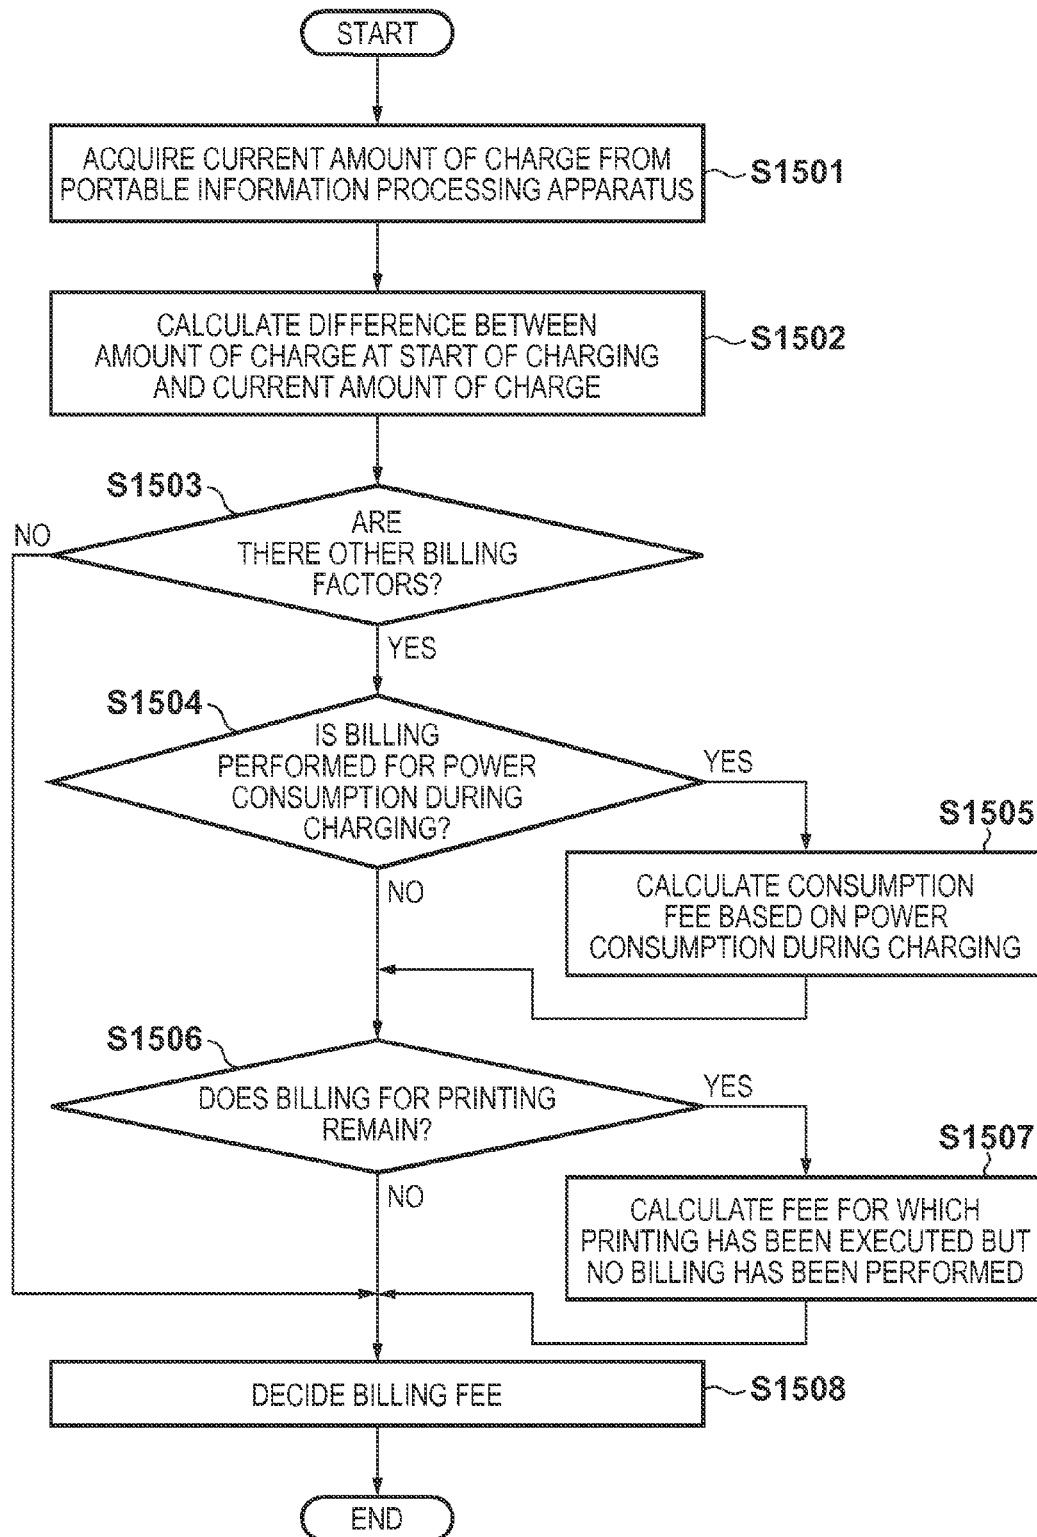 START
ACQUIRE CURRENT AMOUNT OF CHARGE FROM
PORTABLE INFORMATION PROCESSING APPARATUS
S1501
CALCULATE DIFFERENCE BETWEEN
AMOUNT OF CHARGE AT START OF CHARGING
AND CURRENT AMOUNT OF CHARGE
S1502
S1503
ARE
THERE OTHER BILLING
FACTORS?
NO
YES
S1504
IS BILLING
PERFORMED FOR POWER
CONSUMPTION DURING
CHARGING?
YES
NO
S1505
CALCULATE CONSUMPTION
FEE BASED ON POWER
CONSUMPTION DURING CHARGING
S1506
DOES BILLING FOR PRINTING
REMAIN?
YES
NO
S1507
CALCULATE FEE FOR WHICH
PRINTING HAS BEEN EXECUTED BUT
NO BILLING HAS BEEN PERFORMED
DECIDE BILLING FEE
S1508
END